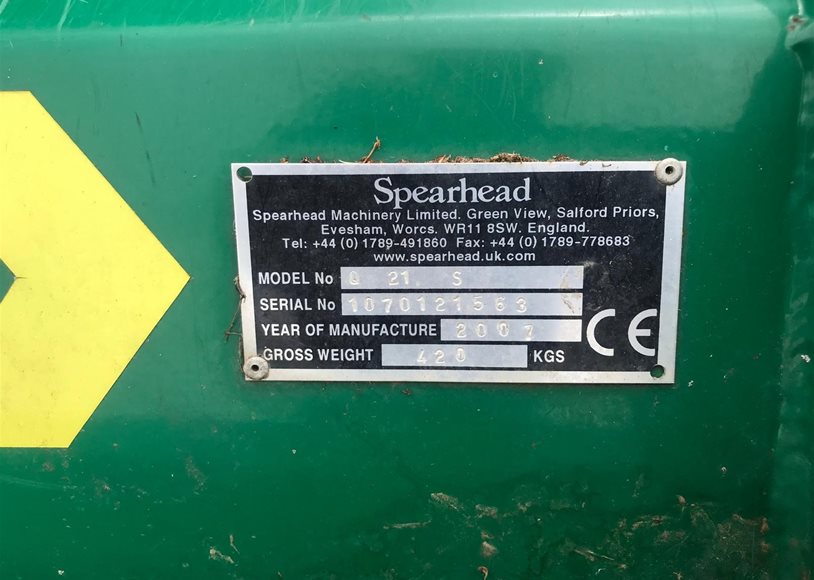 Spearhead
Spearhead Machinery Limited. Green View, Salford Priors,
Evesham, Worcs. WR11 8SW. England.
Tel: +44 (0) 1789-491860 Fax: +44 (0) 1789-778683
www.spearhead.uk.com
MODEL No Q 21 S
SERIAL No 1070121563
YEAR OF MANUFACTURE 2007
GROSS WEIGHT 420 KGS
CE